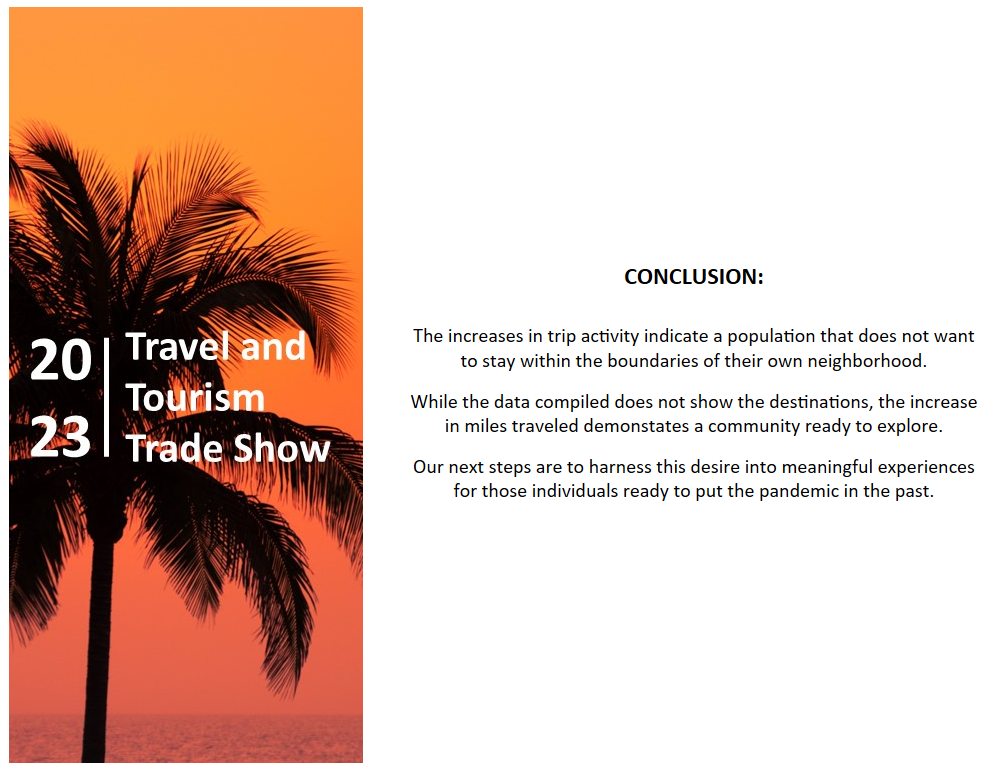 20
23
Travel and
Tourism
Trade Show
CONCLUSION:
The increases in trip activity indicate a population that does not want
to stay within the boundaries of their own neighborhood.
While the data compiled does not show the destinations, the increase
in miles traveled demonstates a community ready to explore.
Our next steps are to harness this desire into meaningful experiences
for those individuals ready to put the pandemic in the past.